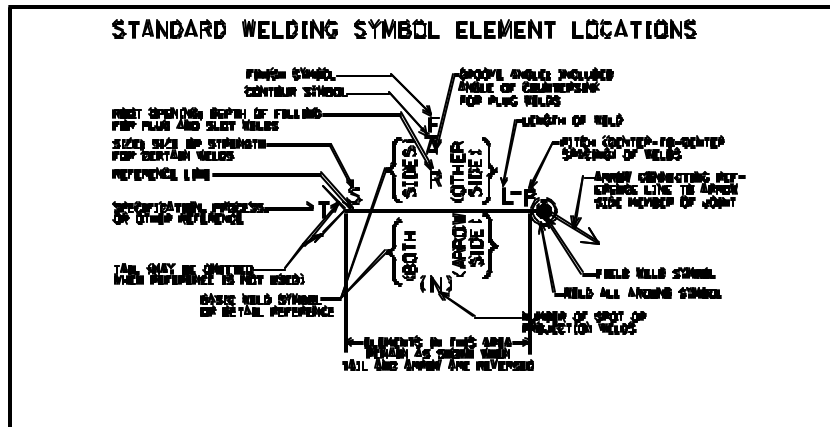 STANDARD WELDING SYMBOL ELEMENT LOCATIONS
FINISH SYMBOL
CONTOUR SYMBOL
ROOT OPENING; DEPTH OF FILLING
FOR PLUG AND SLOT WELDS
SIZE; SIZE OR STRENGTH
FOR CERTAIN WELDS
REFERENCE LINE
SPECIFICATION, PROCESS,
OR OTHER REFERENCE
TAIL (MAY BE OMITTED
WHEN REFERENCE IS NOT USED)
BASIC WELD SYMBOL
OR DETAIL REFERENCE
GROOVE ANGLE; INCLUDED
ANGLE OF COUNTERSINK
FOR PLUG WELDS
LENGTH OF WELD
PITCH (CENTER-TO-CENTER
SPACING) OF WELDS
ARROW CONNECTING REF-
ERENCE LINE TO ARROW
SIDE MEMBER OF JOINT
FIELD WELD SYMBOL
WELD ALL AROUND SYMBOL
NUMBER OF SPOT OR
PROJECTION WELDS
F
A
R
S
T
L-P
(OTHER
SIDE)
(ARROW
SIDE)
(BOTH
SIDES)
(N)
ELEMENTS IN THIS AREA
REMAIN AS SHOWN WHEN
TAIL AND ARROW ARE REVERSED